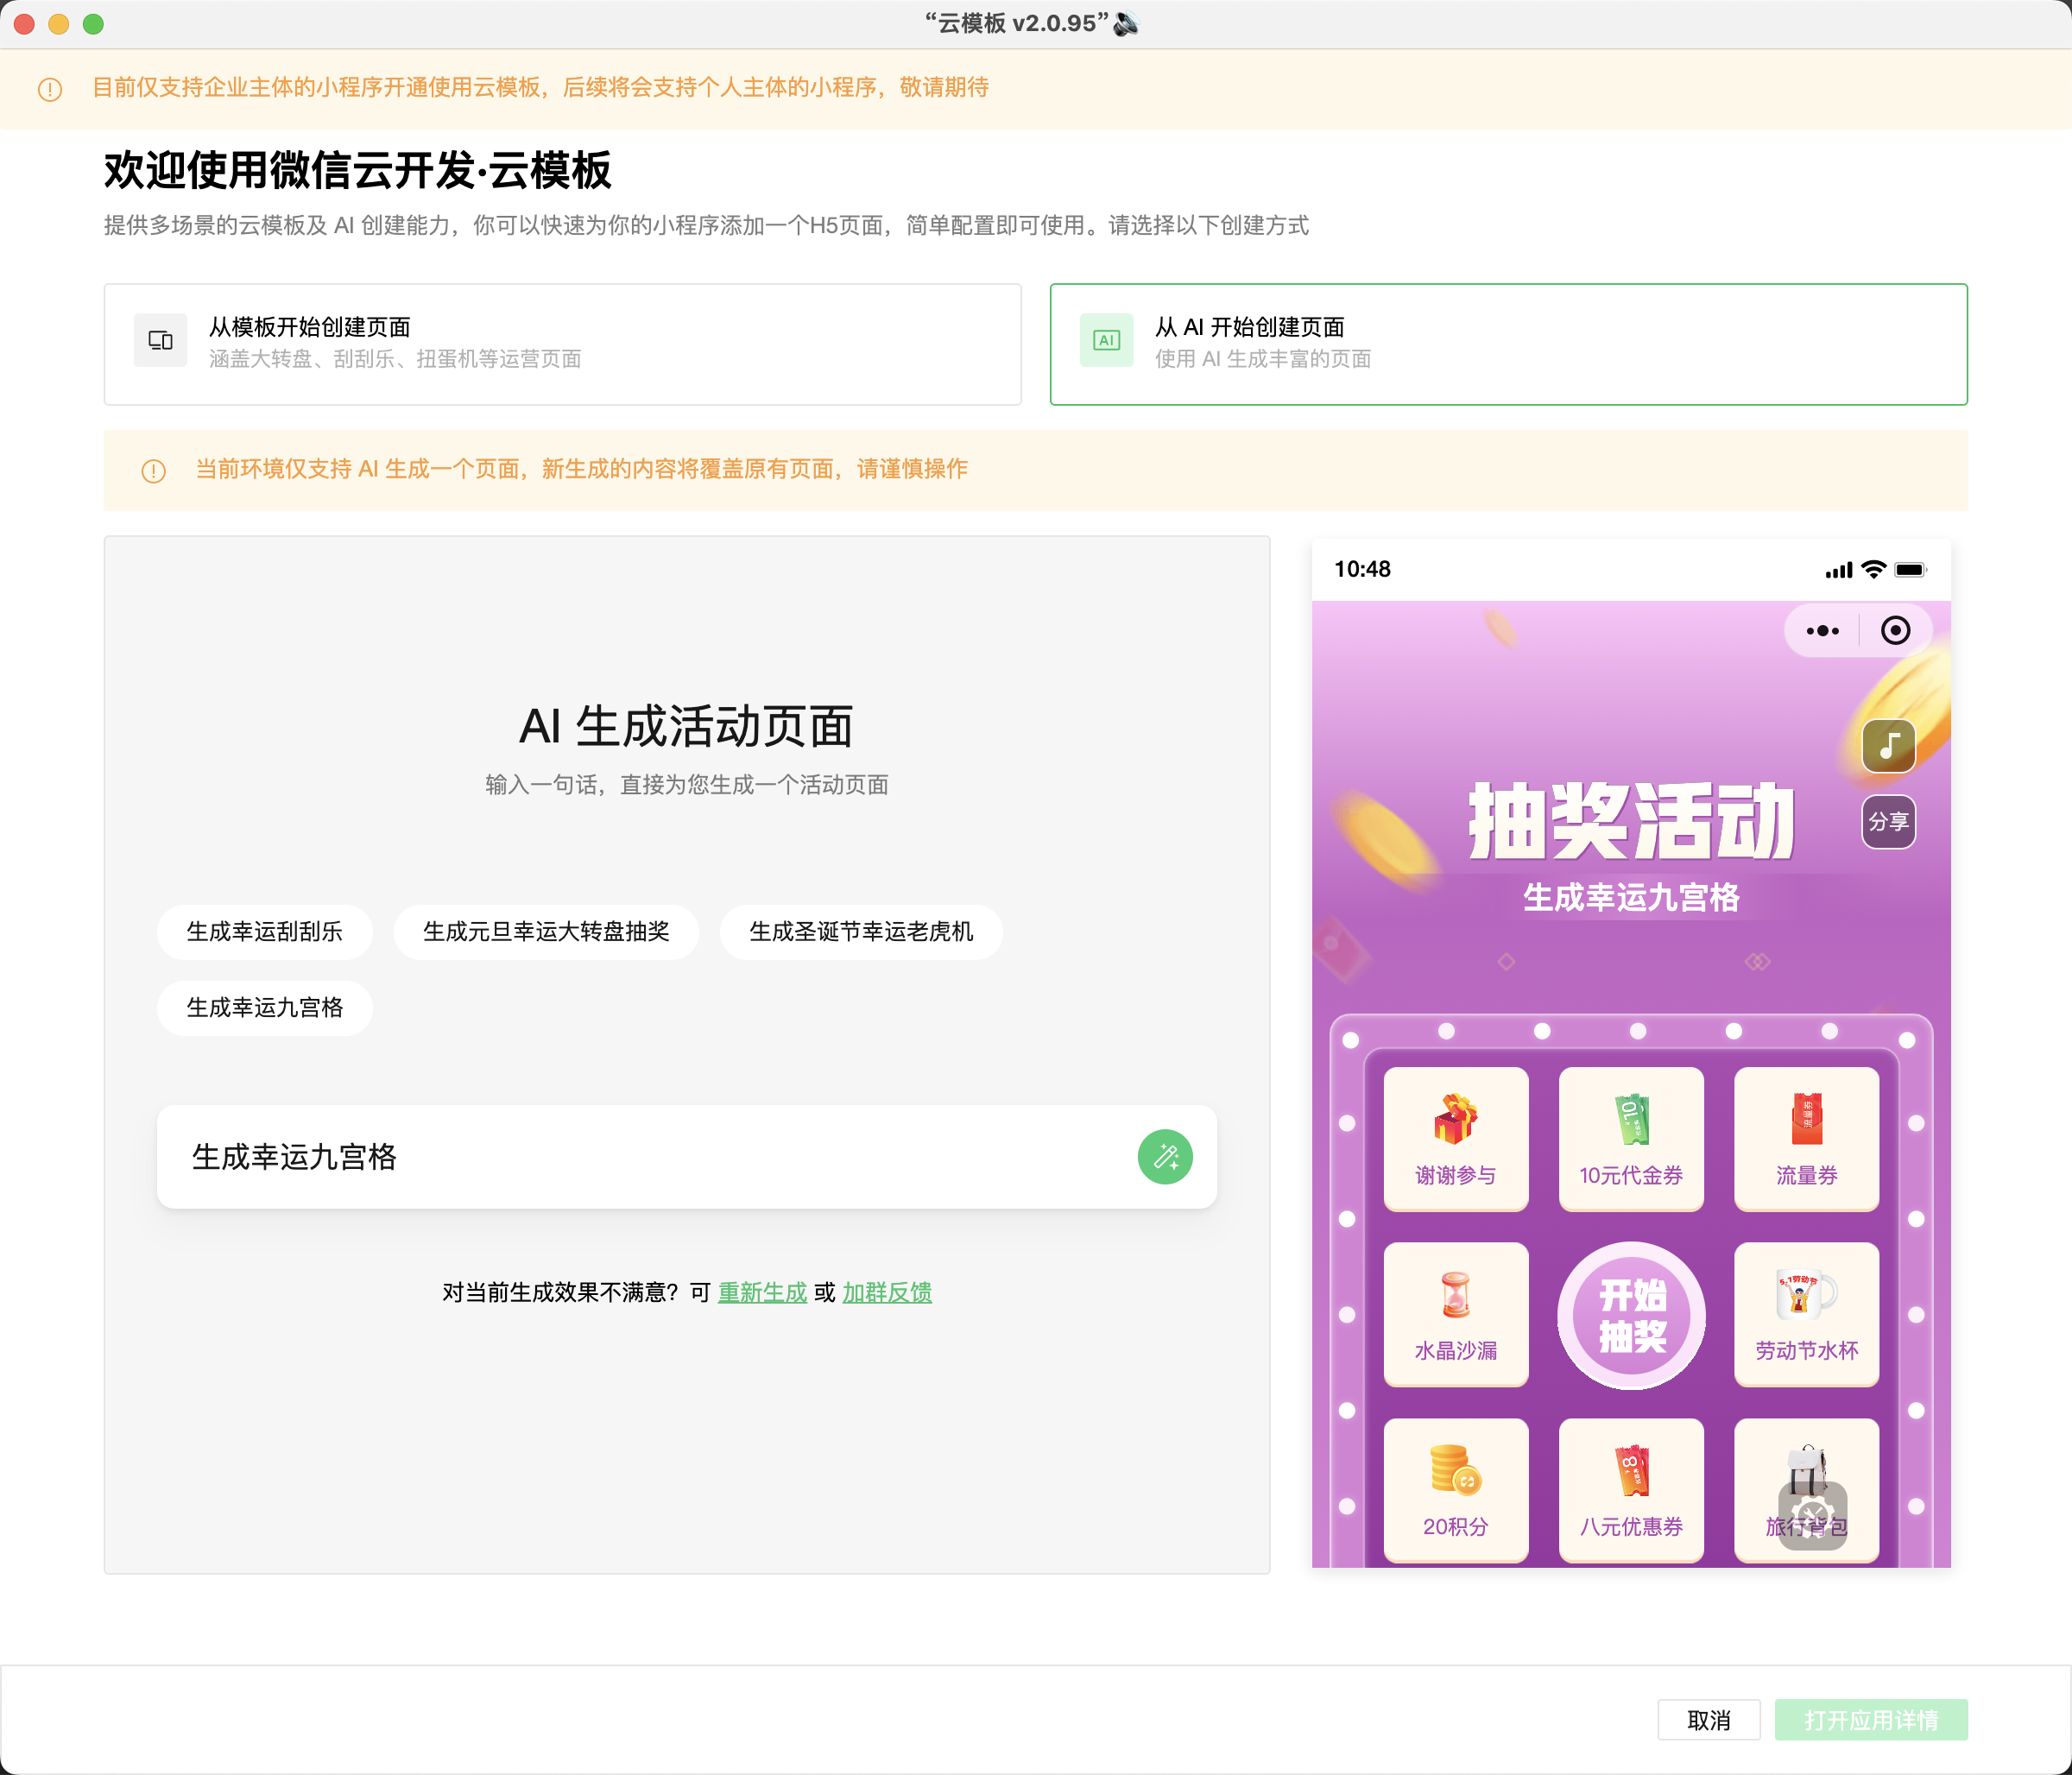 “云模板 v2.0.95”
目前仅支持企业主体的小程序开通使用云模板，后续将会支持个人主体的小程序，敬请期待
欢迎使用微信云开发·云模板
提供多场景的云模板及 AI 创建能力，你可以快速为你的小程序添加一个H5页面，简单配置即可使用。请选择以下创建方式
从模板开始创建页面
涵盖大转盘、刮刮乐、扭蛋机等运营页面
AI
从 AI 开始创建页面
使用 AI 生成丰富的页面
当前环境仅支持 AI 生成一个页面，新生成的内容将覆盖原有页面，请谨慎操作
AI 生成活动页面
输入一句话，直接为您生成一个活动页面
生成幸运刮刮乐
生成元旦幸运大转盘抽奖
生成圣诞节幸运老虎机
生成幸运九宫格
生成幸运九宫格
对当前生成效果不满意？可 重新生成 或 加群反馈
10:48
抽奖活动
分享
生成幸运九宫格
谢谢参与
10
10元代金券
流量券
流量券
水晶沙漏
开始
抽奖
5.1劳动节
劳动节水杯
20积分
8
八元优惠券
旅行背包
取消
打开应用详情